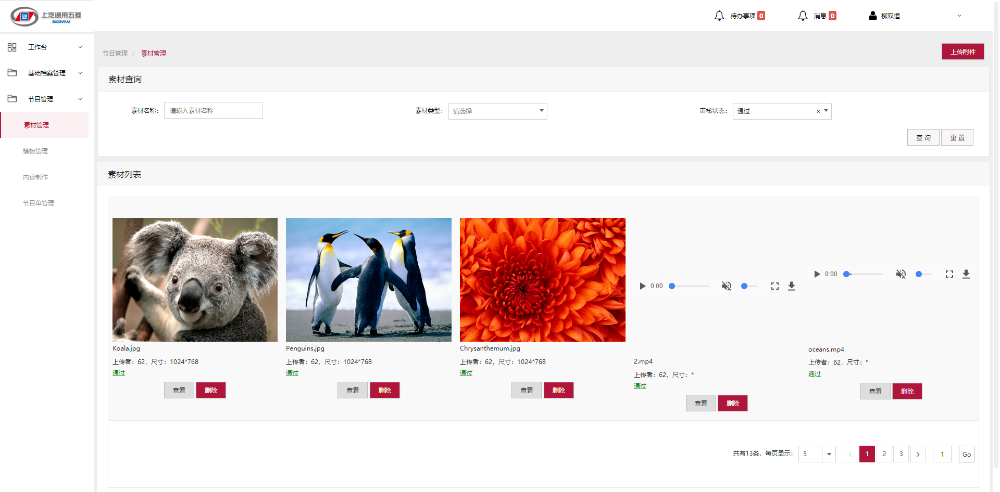 上汽通用五菱
SGMW
GM
待办事项 0
消息 0
柳双恒
工作台
基础档案管理
节目管理
素材管理
模板管理
内容制作
节目单管理
节目管理 / 素材管理
上传附件
素材查询
素材名称： 请输入素材名称
素材类型： 请选择
审核状态： 通过 ×
查 询
重 置
素材列表
Koala.jpg
上传者：62，尺寸：1024*768
通过
查看 删除
Penguins.jpg
上传者：62，尺寸：1024*768
通过
查看 删除
Chrysanthemum.jpg
上传者：62，尺寸：1024*768
通过
查看 删除
0:00
2.mp4
上传者：62，尺寸：*
通过
查看 删除
0:00
oceans.mp4
上传者：62，尺寸：*
通过
查看 删除
共有13条，每页显示： 5 < 1 2 3 > 1 Go